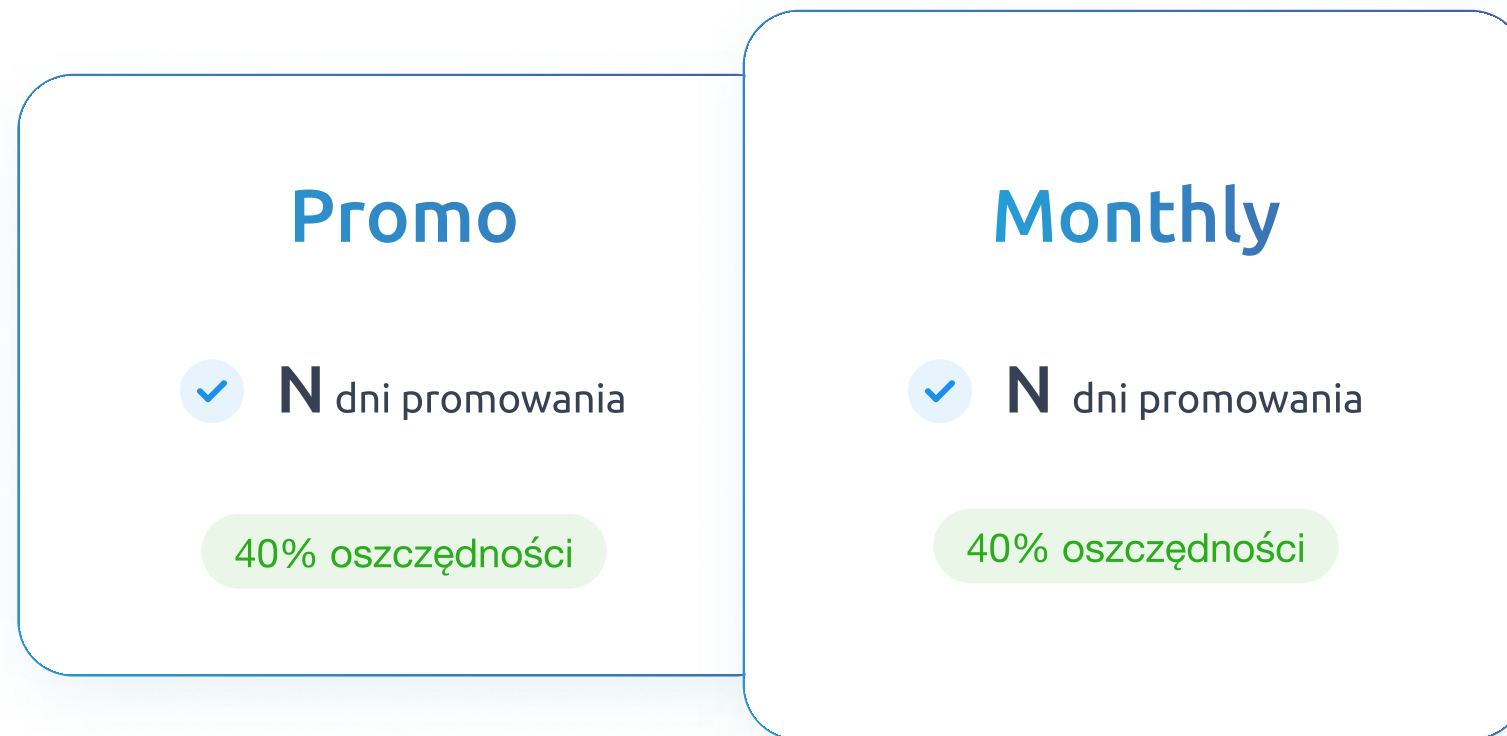 Promo
N dni promowania
40% oszczędności
Monthly
N dni promowania
40% oszczędności